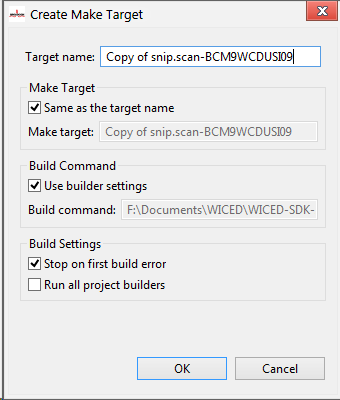 Create Make Target
Target name: Copy of snip.scan-BCM9WCDUSI09
Make Target
Same as the target name
Make target: Copy of snip.scan-BCM9WCDUSI09
Build Command
Use builder settings
Build command: F:\Documents\WICED\WICED-SDK-
Build Settings
Stop on first build error
Run all project builders
OK Cancel